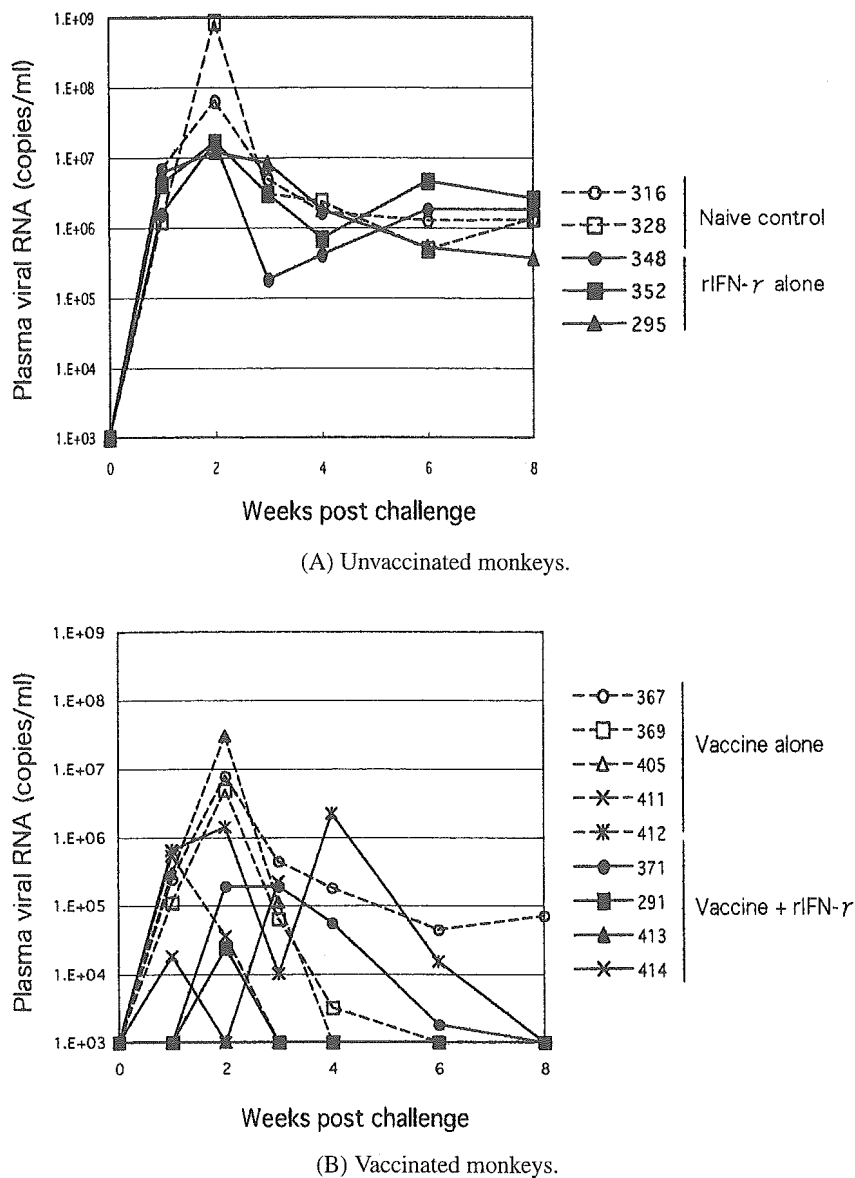 Plasma viral RNA (copies/ml)
1.E+09
1.E+08
1.E+07
1.E+06
1.E+05
1.E+04
1.E+03
0 2 4 6 8
Weeks post challenge
316
328
348
352
295
Naive control
rIFN-γ alone
(A) Unvaccinated monkeys.
Plasma viral RNA (copies/ml)
1.E+09
1.E+08
1.E+07
1.E+06
1.E+05
1.E+04
1.E+03
0 2 4 6 8
Weeks post challenge
367
369
405
411
412
371
291
413
414
Vaccine alone
Vaccine + rIFN-γ
(B) Vaccinated monkeys.